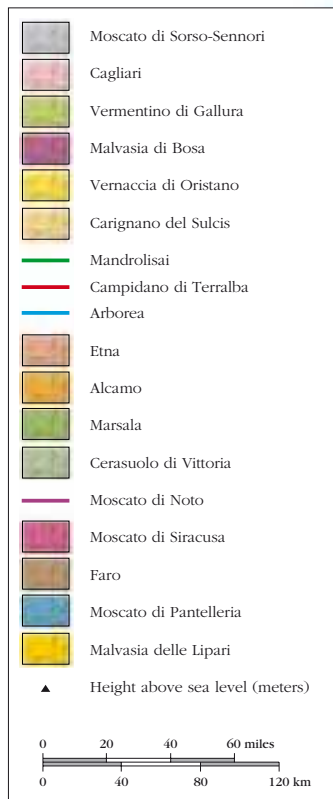 Moscato di Sorso-Sennori
Cagliari
Vermentino di Gallura
Malvasia di Bosa
Vernaccia di Oristano
Carignano del Sulcis
Mandrolisai
Campidano di Terralba
Arborea
Etna
Alcamo
Marsala
Cerasuolo di Vittoria
Moscato di Noto
Moscato di Siracusa
Faro
Moscato di Pantelleria
Malvasia delle Lipari
Height above sea level (meters)
0 20 40 60 miles
0 40 80 120 km